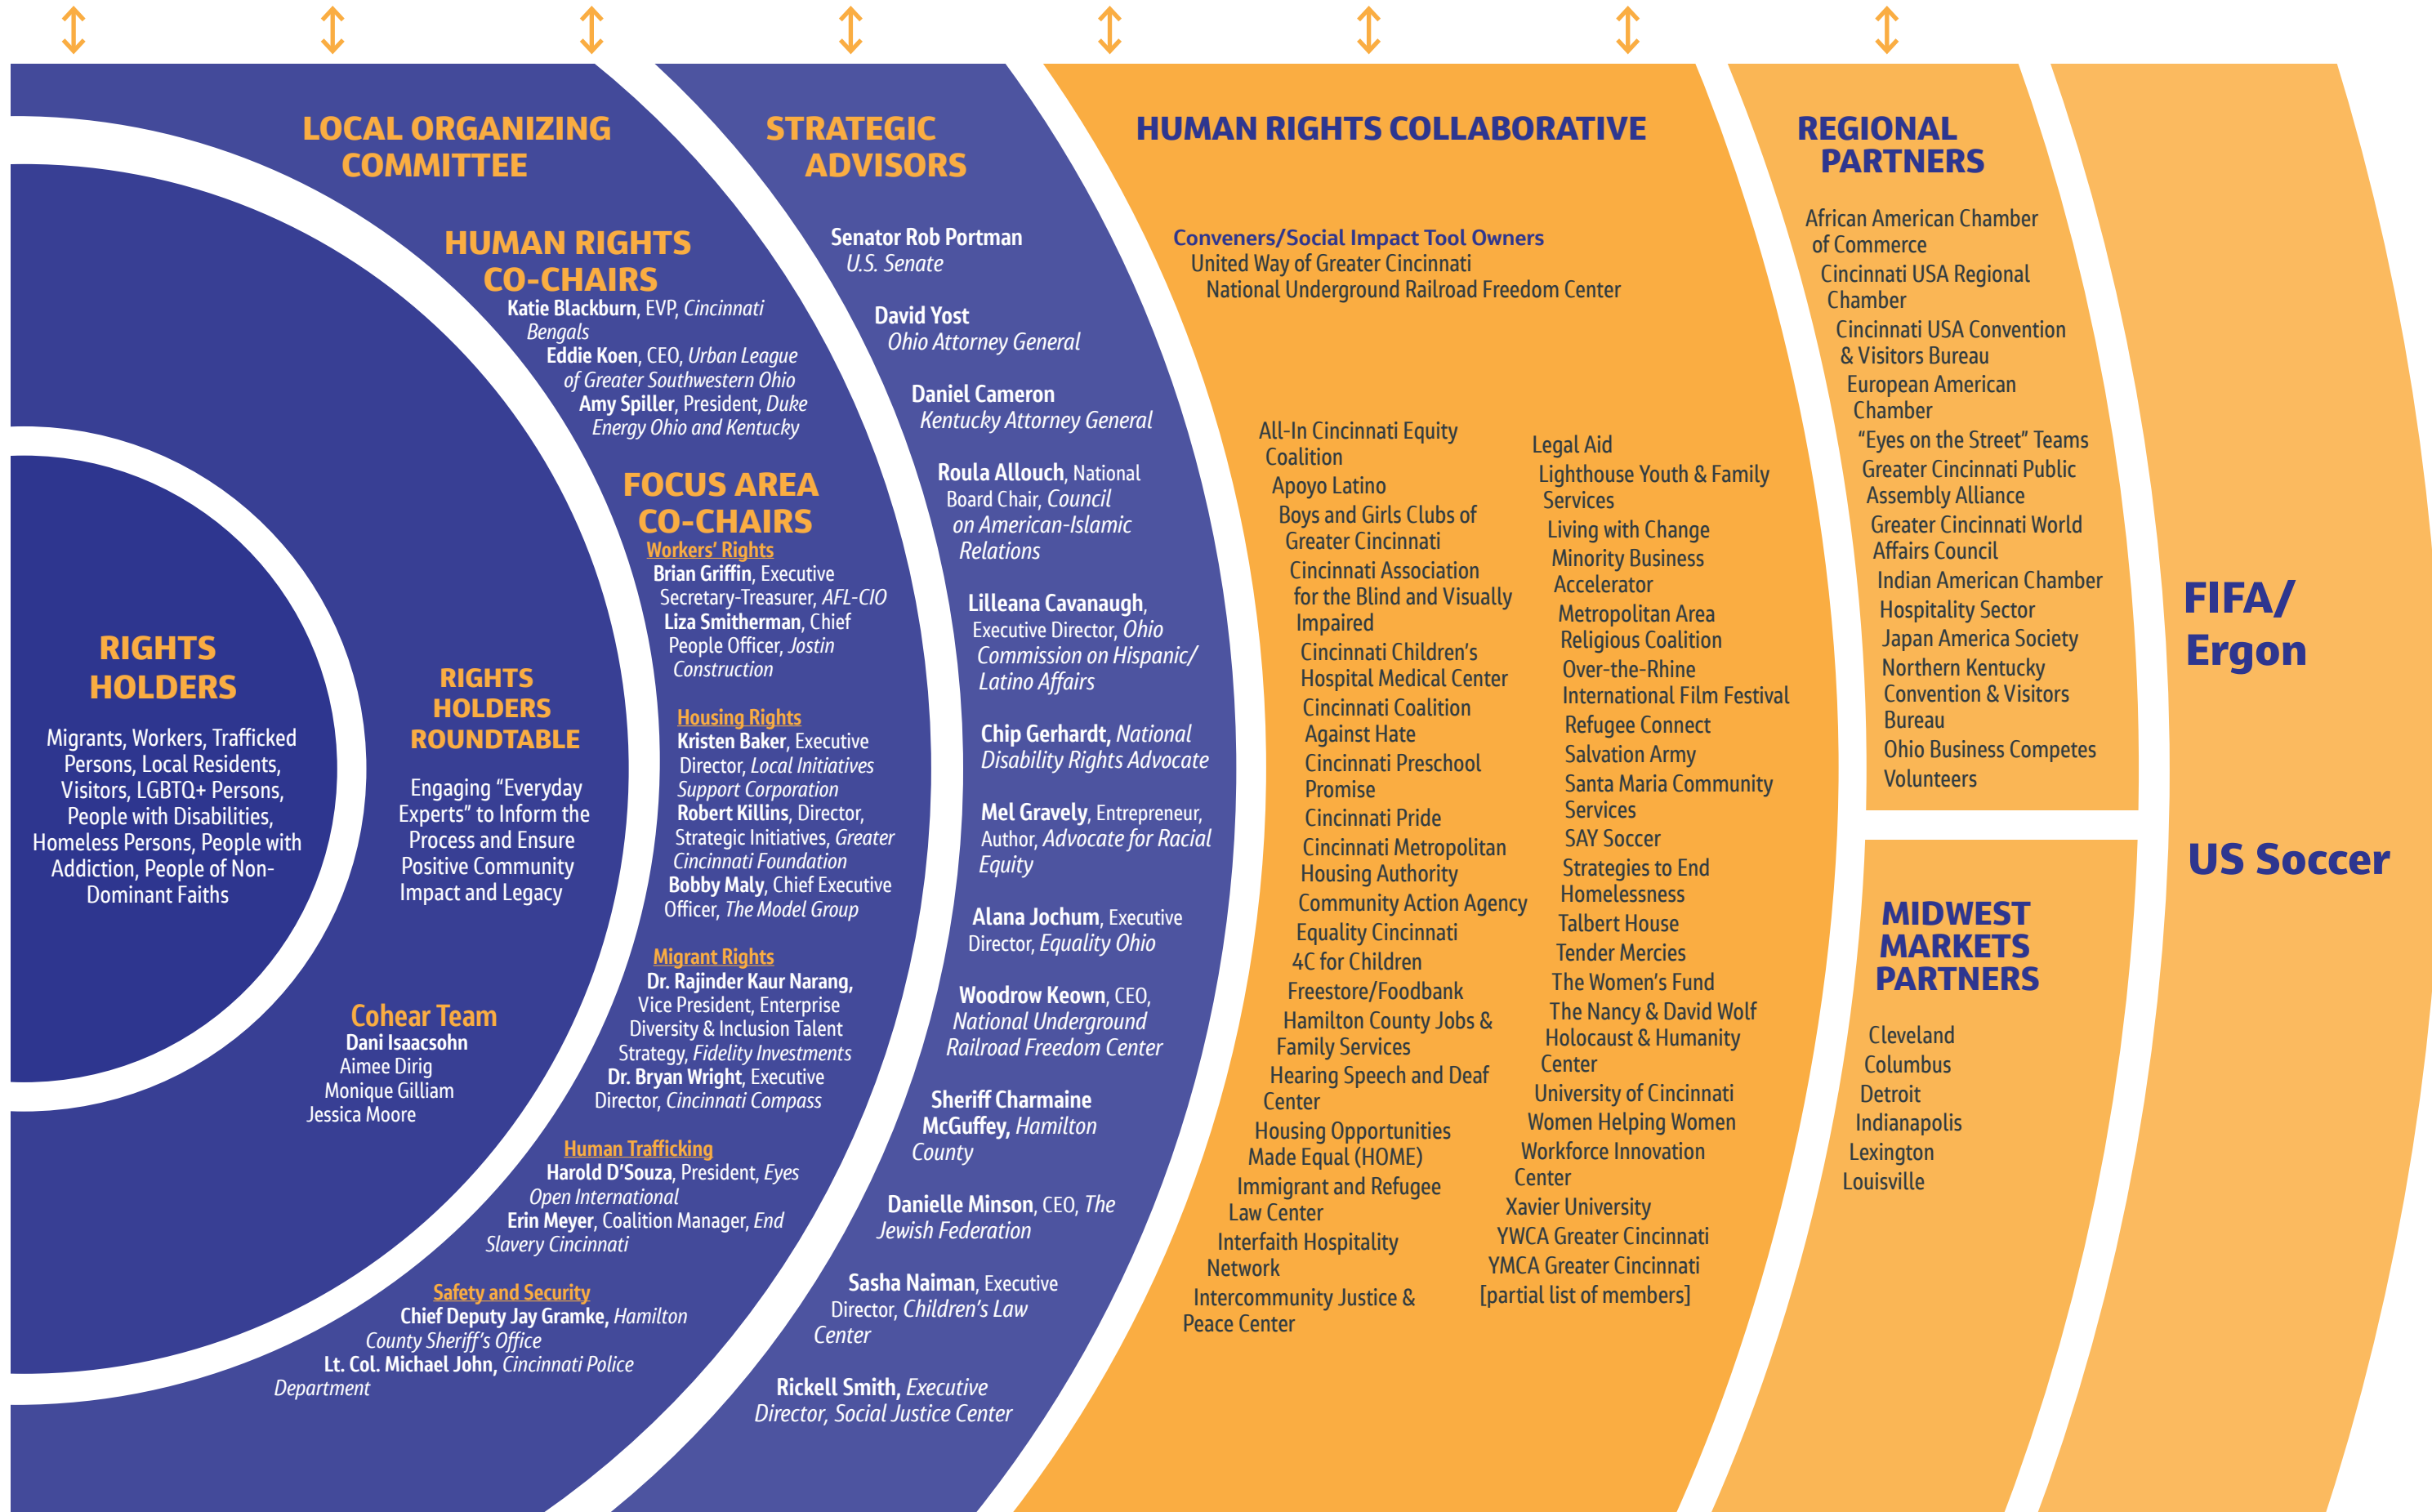 RIGHTS
HOLDERS
Migrants, Workers, Trafficked
Persons, Local Residents,
Visitors, LGBTQ+ Persons,
People with Disabilities,
Homeless Persons, People with
Addiction, People of Non-
Dominant Faiths
RIGHTS
HOLDERS
ROUNDTABLE
Engaging “Everyday
Experts” to Inform the
Process and Ensure
Positive Community
Impact and Legacy
Cohear Team
Dani Isaacsohn
Aimee Dirig
Monique Gilliam
Jessica Moore
LOCAL ORGANIZING
COMMITTEE
HUMAN RIGHTS
CO-CHAIRS
Katie Blackburn, EVP, Cincinnati
Bengals
Eddie Koen, CEO, Urban League
of Greater Southwestern Ohio
Amy Spiller, President, Duke
Energy Ohio and Kentucky
FOCUS AREA
CO-CHAIRS
Workers’ Rights
Brian Griffin, Executive
Secretary-Treasurer, AFL-CIO
Liza Smitherman, Chief
People Officer, Jostin
Construction
Housing Rights
Kristen Baker, Executive
Director, Local Initiatives
Support Corporation
Robert Killins, Director,
Strategic Initiatives, Greater
Cincinnati Foundation
Bobby Maly, Chief Executive
Officer, The Model Group
Migrant Rights
Dr. Rajinder Kaur Narang,
Vice President, Enterprise
Diversity & Inclusion Talent
Strategy, Fidelity Investments
Dr. Bryan Wright, Executive
Director, Cincinnati Compass
Human Trafficking
Harold D’Souza, President, Eyes
Open International
Erin Meyer, Coalition Manager, End
Slavery Cincinnati
Safety and Security
Chief Deputy Jay Gramke, Hamilton
County Sheriff’s Office
Lt. Col. Michael John, Cincinnati Police
Department
STRATEGIC
ADVISORS
Senator Rob Portman
U.S. Senate
David Yost
Ohio Attorney General
Daniel Cameron
Kentucky Attorney General
Roula Allouch, National
Board Chair, Council
on American-Islamic
Relations
Lilleana Cavanaugh,
Executive Director, Ohio
Commission on Hispanic/
Latino Affairs
Chip Gerhardt, National
Disability Rights Advocate
Mel Gravely, Entrepreneur,
Author, Advocate for Racial
Equity
Alana Jochum, Executive
Director, Equality Ohio
Woodrow Keown, CEO,
National Underground
Railroad Freedom Center
Sheriff Charmaine
McGuffey, Hamilton
County
Danielle Minson, CEO, The
Jewish Federation
Sasha Naiman, Executive
Director, Children’s Law
Center
Rickell Smith, Executive
Director, Social Justice Center
HUMAN RIGHTS COLLABORATIVE
Conveners/Social Impact Tool Owners
United Way of Greater Cincinnati
National Underground Railroad Freedom Center
All-In Cincinnati Equity
Coalition
Apoyo Latino
Boys and Girls Clubs of
Greater Cincinnati
Cincinnati Association
for the Blind and Visually
Impaired
Cincinnati Children’s
Hospital Medical Center
Cincinnati Coalition
Against Hate
Cincinnati Preschool
Promise
Cincinnati Pride
Cincinnati Metropolitan
Housing Authority
Community Action Agency
Equality Cincinnati
4C for Children
Freestore/Foodbank
Hamilton County Jobs &
Family Services
Hearing Speech and Deaf
Center
Housing Opportunities
Made Equal (HOME)
Immigrant and Refugee
Law Center
Interfaith Hospitality
Network
Intercommunity Justice &
Peace Center
Legal Aid
Lighthouse Youth & Family
Services
Living with Change
Minority Business
Accelerator
Metropolitan Area
Religious Coalition
Over-the-Rhine
International Film Festival
Refugee Connect
Salvation Army
Santa Maria Community
Services
SAY Soccer
Strategies to End
Homelessness
Talbert House
Tender Mercies
The Women’s Fund
The Nancy & David Wolf
Holocaust & Humanity
Center
University of Cincinnati
Women Helping Women
Workforce Innovation
Center
Xavier University
YWCA Greater Cincinnati
YMCA Greater Cincinnati
[partial list of members]
REGIONAL
PARTNERS
African American Chamber
of Commerce
Cincinnati USA Regional
Chamber
Cincinnati USA Convention
& Visitors Bureau
European American
Chamber
“Eyes on the Street” Teams
Greater Cincinnati Public
Assembly Alliance
Greater Cincinnati World
Affairs Council
Indian American Chamber
Hospitality Sector
Japan America Society
Northern Kentucky
Convention & Visitors
Bureau
Ohio Business Competes
Volunteers
MIDWEST
MARKETS
PARTNERS
Cleveland
Columbus
Detroit
Indianapolis
Lexington
Louisville
FIFA/
Ergon
US Soccer